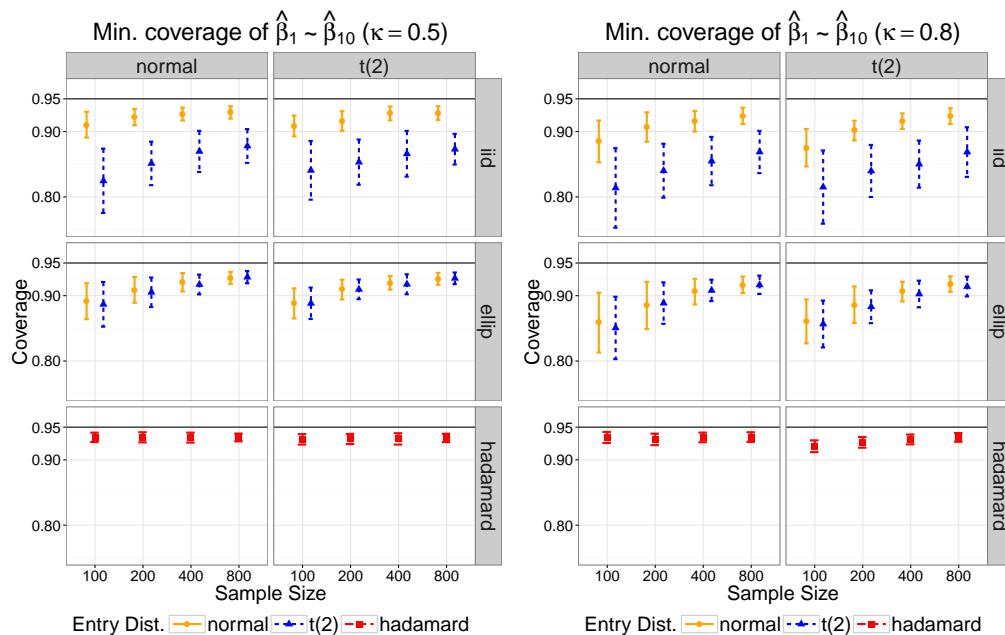 Min. coverage of β̂₁ ~ β̂₁₀ (κ = 0.5)
normal
t(2)
0.95
0.90
0.80
iid
0.95
0.90
0.80
ellip
0.95
0.90
0.80
hadamard
Coverage
100
200
400
800
100
200
400
800
Sample Size
Entry Dist. normal t(2) hadamard
Min. coverage of β̂₁ ~ β̂₁₀ (κ = 0.8)
normal
t(2)
0.95
0.90
0.80
iid
0.95
0.90
0.80
ellip
0.95
0.90
0.80
hadamard
Coverage
100
200
400
800
100
200
400
800
Sample Size
Entry Dist. normal t(2) hadamard